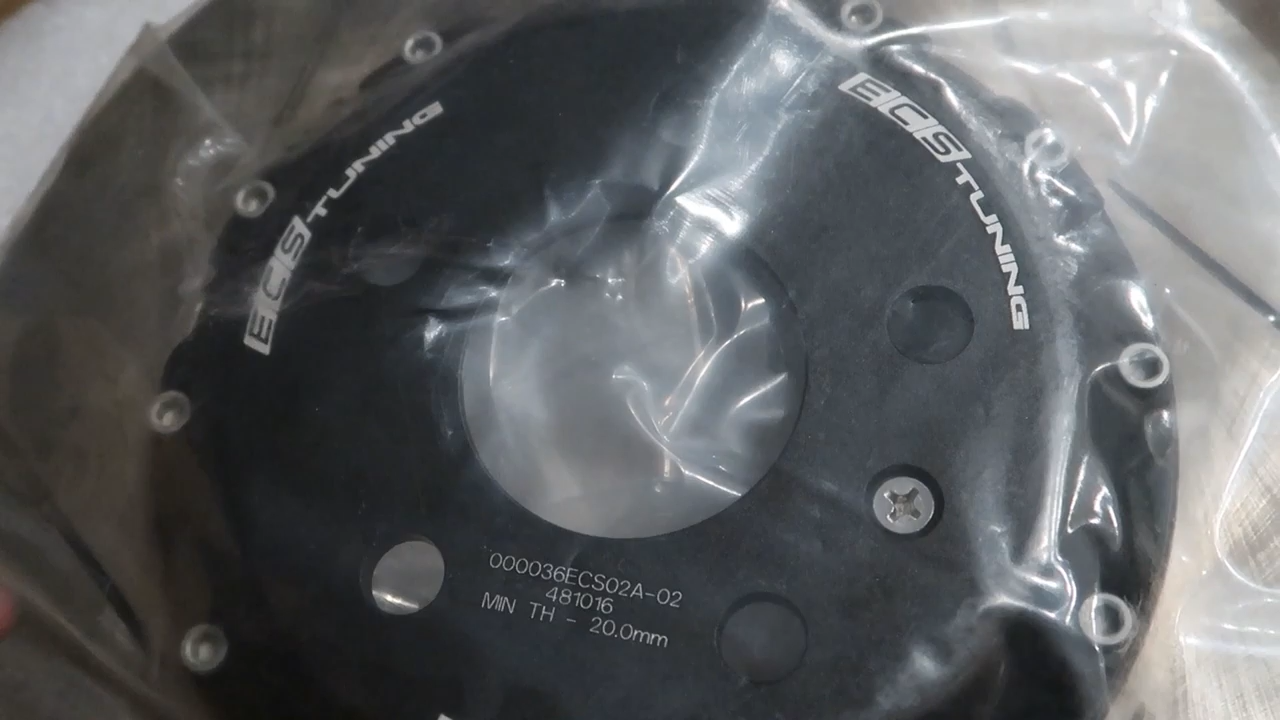 ECS TUNING
ECS TUNING
000036ECS02A-02
481016
MIN TH - 20.0mm